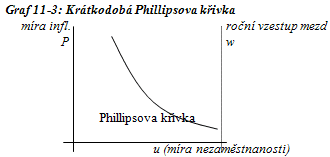 Graf 11-3: Krátkodobá Phillipsova křivka
míra infl.
P
roční vzestup mezd
w
Phillipsova křivka
u (míra nezaměstnanosti)